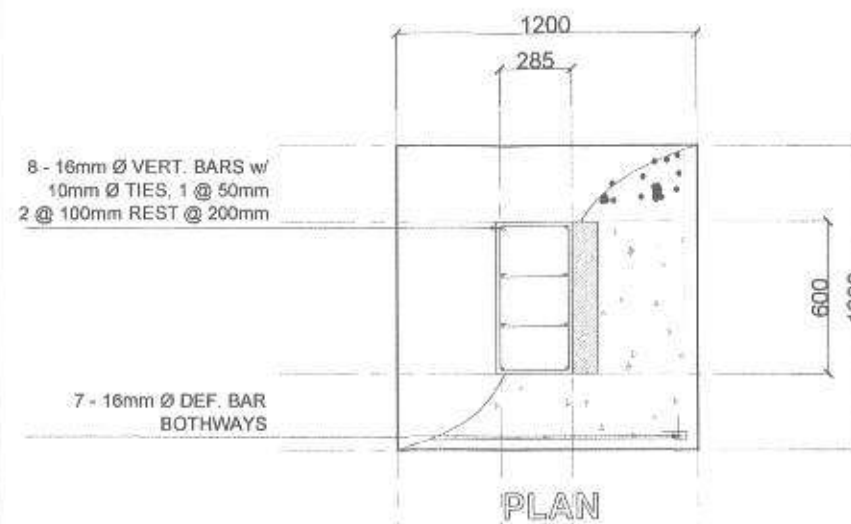 1200
285
8 - 16mm Ø VERT. BARS w/
10mm Ø TIES, 1 @ 50mm
2 @ 100mm REST @ 200mm
600
7 - 16mm Ø DEF. BAR
BOTHWAYS
PLAN